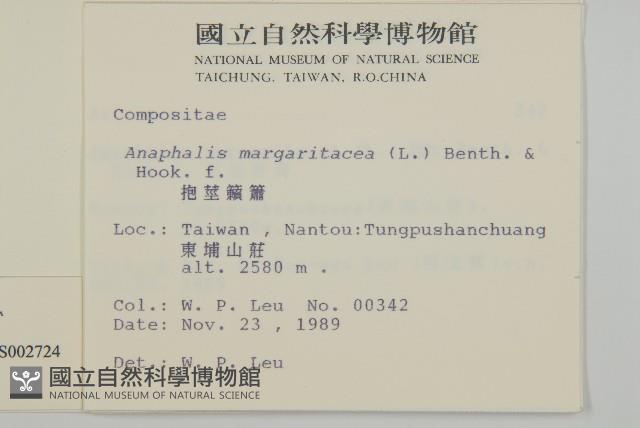 國立自然科學博物館
NATIONAL MUSEUM OF NATURAL SCIENCE
TAICHUNG, TAIWAN, R.O.CHINA
Compositae
Anaphalis margaritacea (L.) Benth. &
Hook. f.
抱莖籟簫
Loc.: Taiwan , Nantou:Tungpushanchuang
東埔山莊
alt. 2580 m .
Col.: W. P. Leu No. 00342
Date: Nov. 23 , 1989
Det.: W. P. Leu
S002724
國立自然科學博物館
NATIONAL MUSEUM OF NATURAL SCIENCE